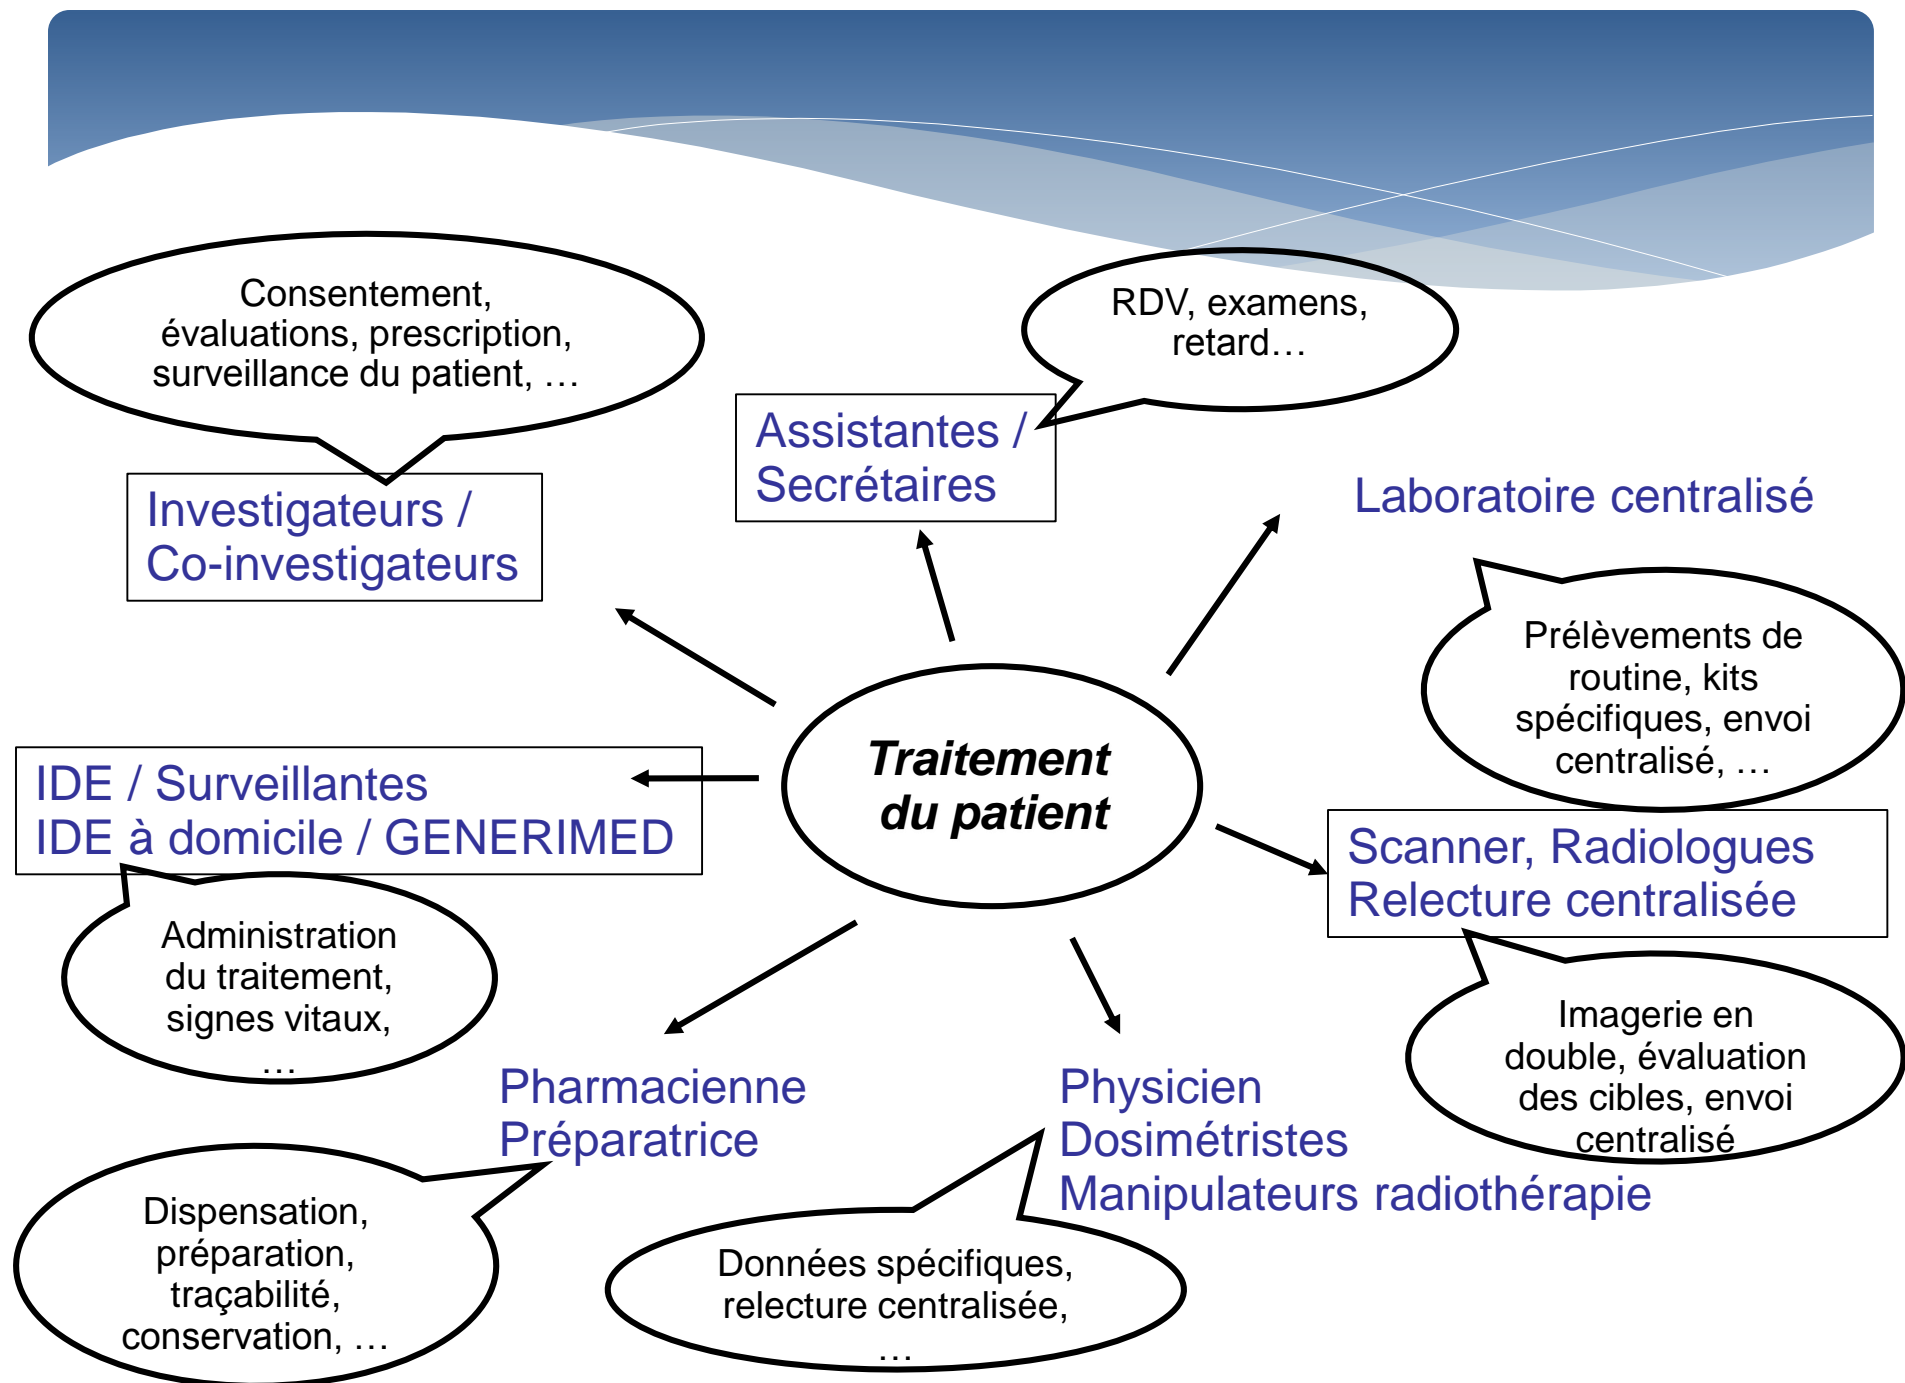 Consentement,
évaluations, prescription,
surveillance du patient, …
RDV, examens,
retard…
Assistantes /
Secrétaires
Investigateurs /
Co-investigateurs
Laboratoire centralisé
Prélèvements de
routine, kits
spécifiques, envoi
centralisé, …
Traitement
du patient
IDE / Surveillantes
IDE à domicile / GENERIMED
Scanner, Radiologues
Relecture centralisée
Administration
du traitement,
signes vitaux,
…
Imagerie en
double, évaluation
des cibles, envoi
centralisé
Pharmacienne
Préparatrice
Physicien
Dosimétristes
Manipulateurs radiothérapie
Dispensation,
préparation,
traçabilité,
conservation, …
Données spécifiques,
relecture centralisée,
…